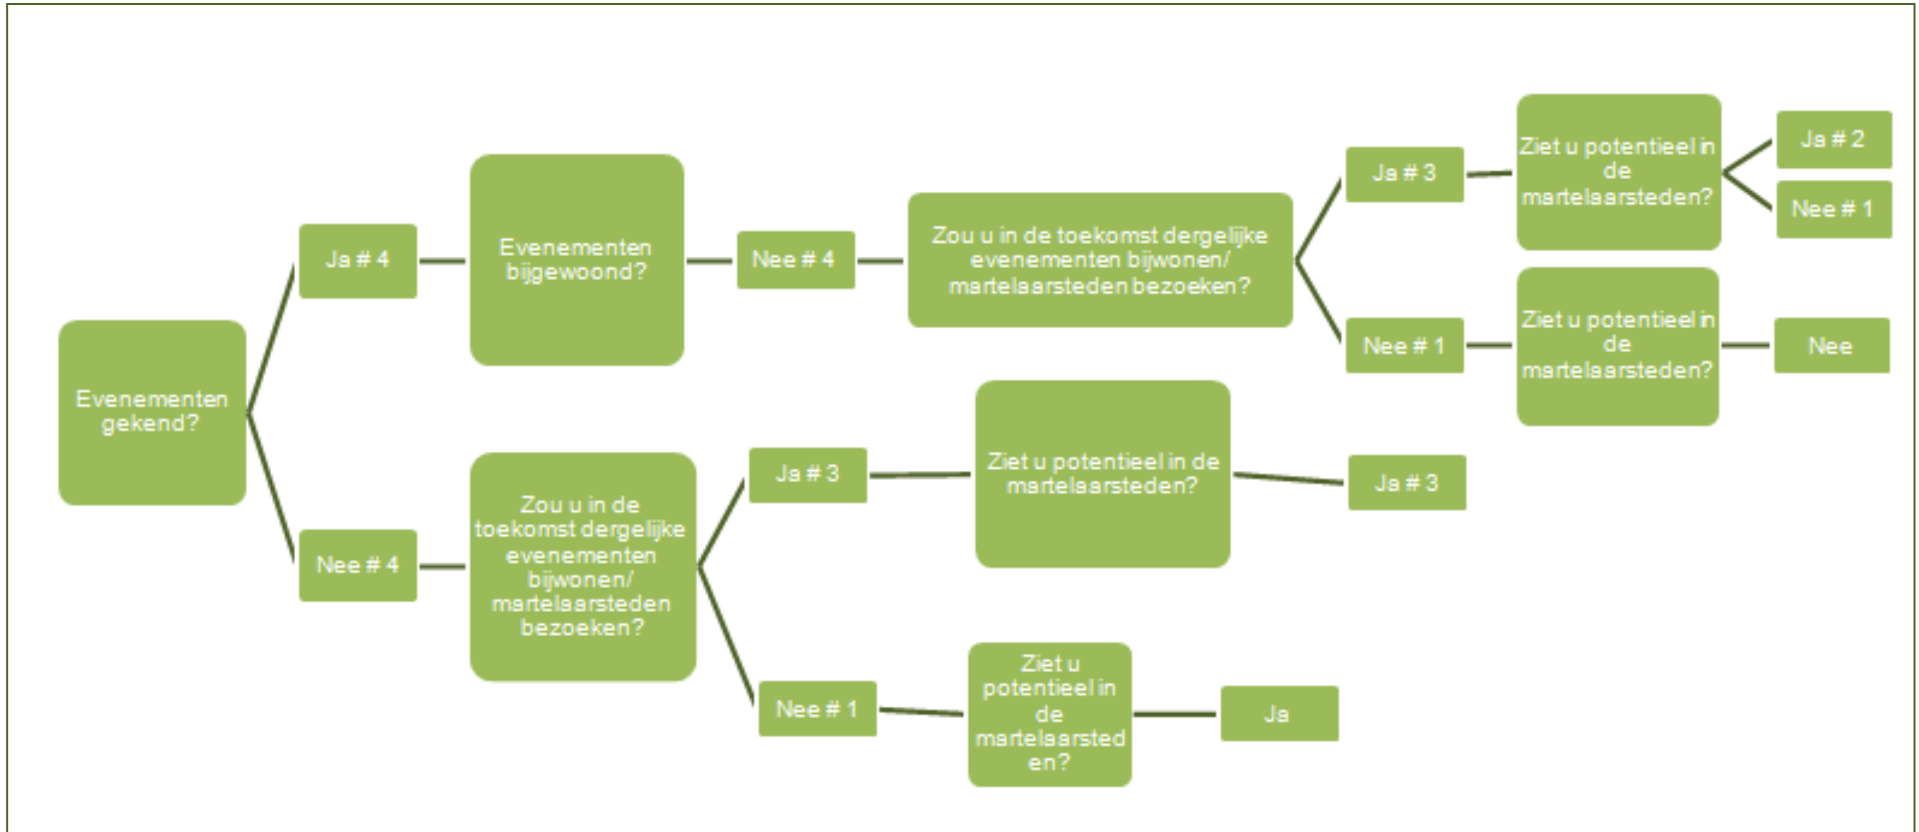 Evenementen
gekend?
Ja # 4
Evenementen
bijgewoond?
Nee # 4
Zou u in de toekomst dergelijke
evenementen bijwonen/
martelaarsteden bezoeken?
Ja # 3
Ziet u potentieel in
de
martelaarsteden?
Ja # 2
Nee # 1
Nee # 1
Ziet u potentieel in
de
martelaarsteden?
Nee
Nee # 4
Zou u in de
toekomst dergelijke
evenementen
bijwonen/
martelaarsteden
bezoeken?
Ja # 3
Ziet u potentieel in de
martelaarsteden?
Ja # 3
Nee # 1
Ziet u
potentieel in
de
martelaarsted
en?
Ja